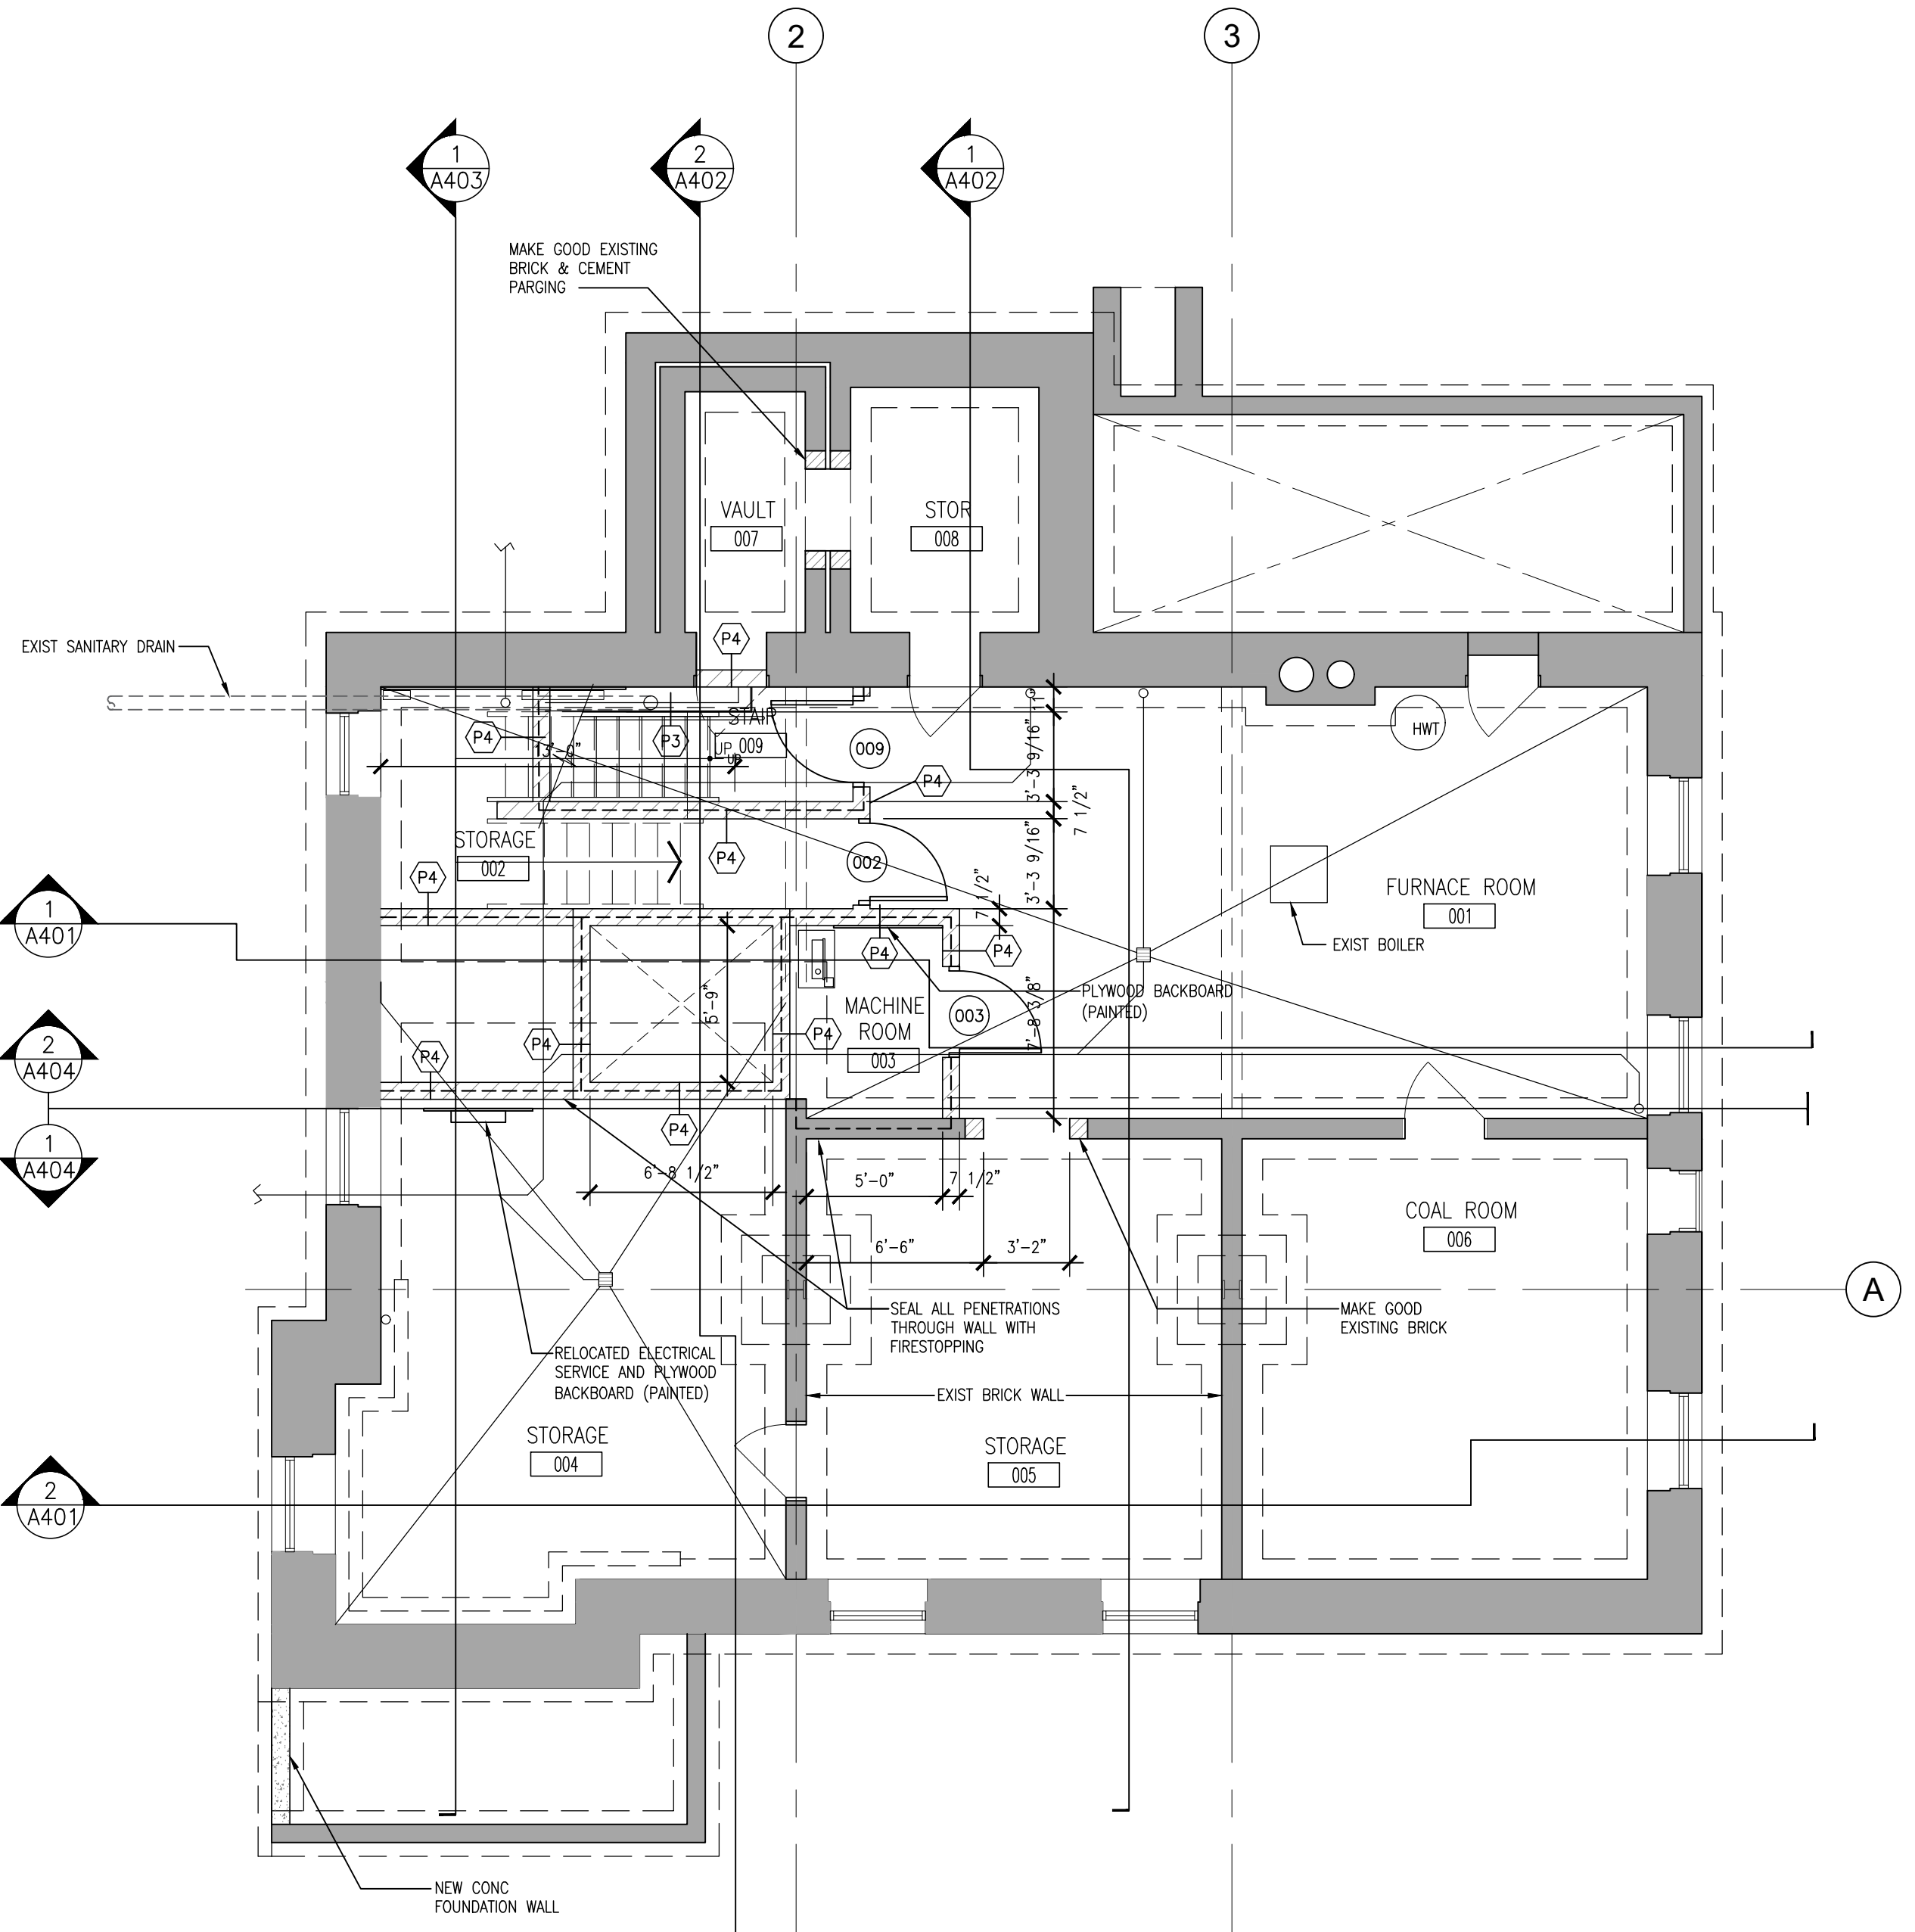 2
3
1
A403
2
A402
1
A402
MAKE GOOD EXISTING
BRICK & CEMENT
PARGING
VAULT
007
STOR
008
EXIST SANITARY DRAIN
P4
P4
13'-0"
P3
STAIR
009
UP
UP
009
P4
1"
3'-3 9/16"
7 1/2"
3'-3 9/16"
HWT
STORAGE
002
P4
P4
002
7 1/2"
FURNACE ROOM
001
EXIST BOILER
1
A401
P4
P4
5'-9"
PLYWOOD BACKBOARD
(PAINTED)
MACHINE
ROOM
003
003
7'-8 3/8"
P4
P4
P4
P4
2
A404
1
A404
6'-8 1/2"
5'-0"
7 1/2"
6'-6"
3'-2"
COAL ROOM
006
A
SEAL ALL PENETRATIONS
THROUGH WALL WITH
FIRESTOPPING
MAKE GOOD
EXISTING BRICK
RELOCATED ELECTRICAL
SERVICE AND PLYWOOD
BACKBOARD (PAINTED)
EXIST BRICK WALL
STORAGE
004
STORAGE
005
2
A401
NEW CONC
FOUNDATION WALL